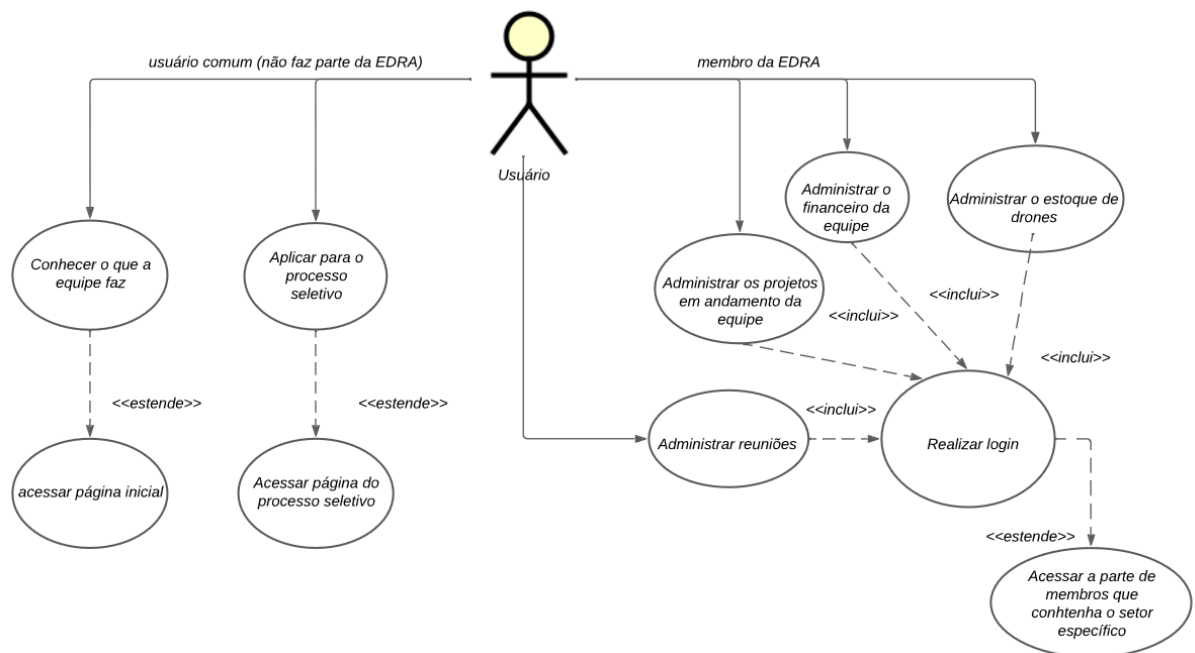 usuário comum (não faz parte da EDRA)
membro da EDRA
Usuário
Conhecer o que a
equipe faz
Aplicar para o
processo
seletivo
Administrar os projetos
em andamento da
equipe
Administrar o
financeiro da
equipe
Administrar o estoque de
drones
<<inclui>>
<<inclui>>
<<inclui>>
<<estende>>
<<estende>>
<<inclui>>
Administrar reuniões
Realizar login
acessar página inicial
Acessar página do
processo seletivo
<<estende>>
Acessar a parte de
membros que
conhtenha o setor
específico